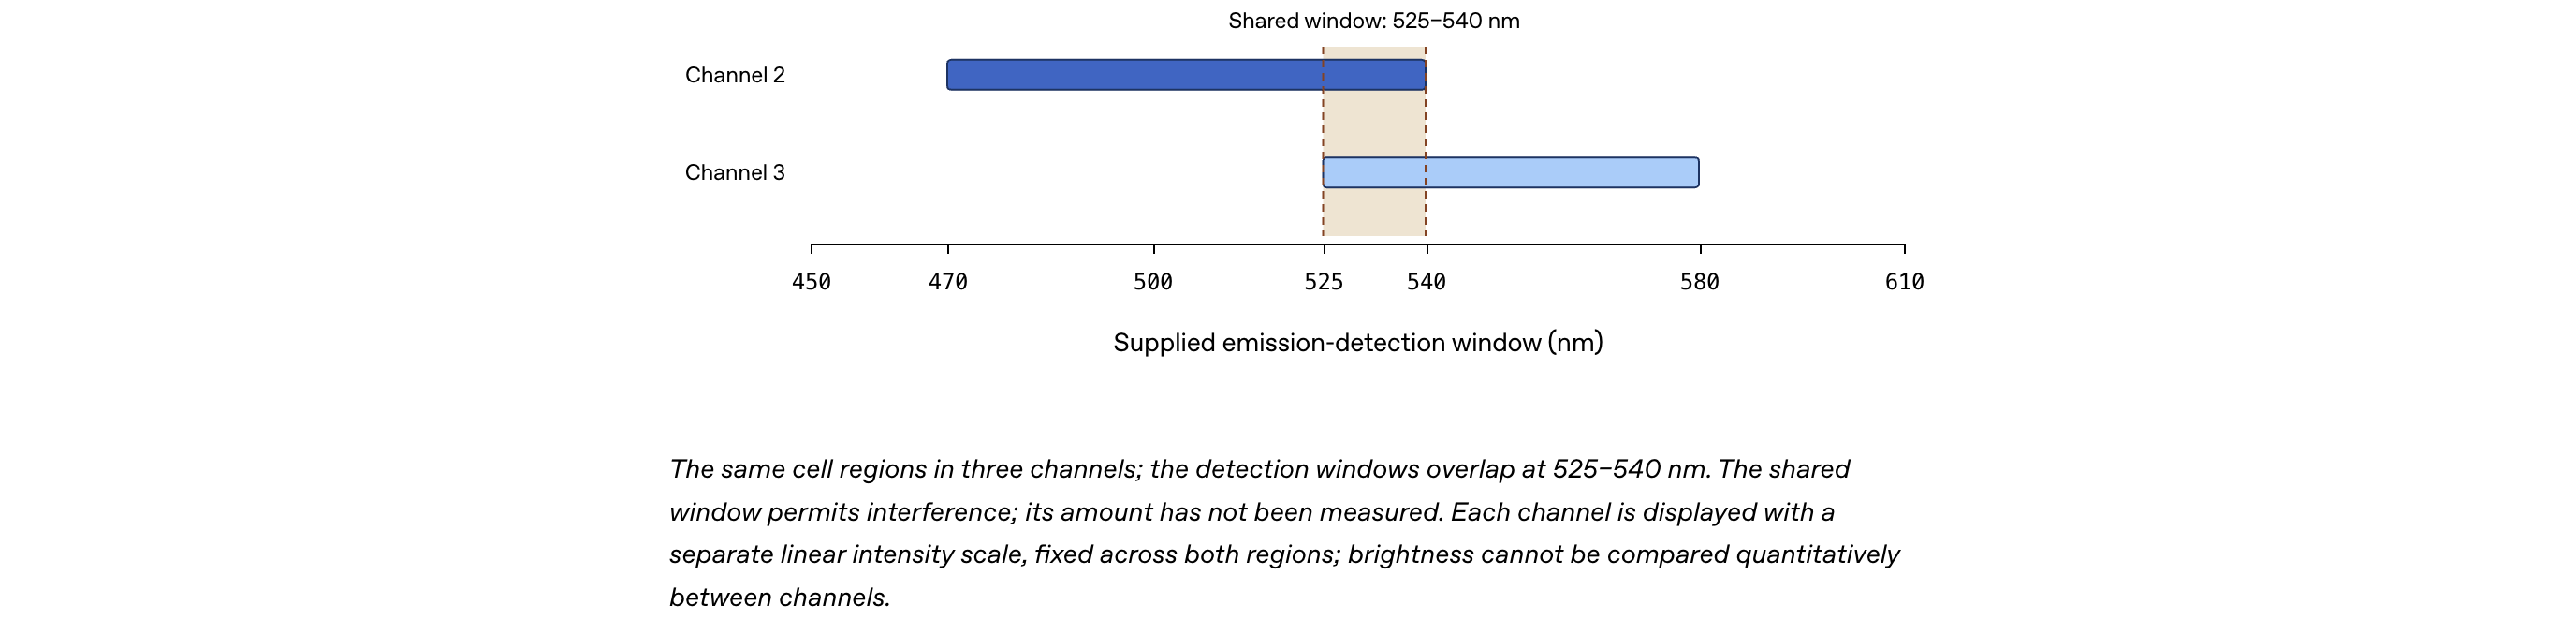 Shared window: 525–540 nm
Channel 2
Channel 3
450 470 500 525 540 580 610
Supplied emission-detection window (nm)
The same cell regions in three channels; the detection windows overlap at 525–540 nm. The shared
window permits interference; its amount has not been measured. Each channel is displayed with a
separate linear intensity scale, fixed across both regions; brightness cannot be compared quantitatively
between channels.